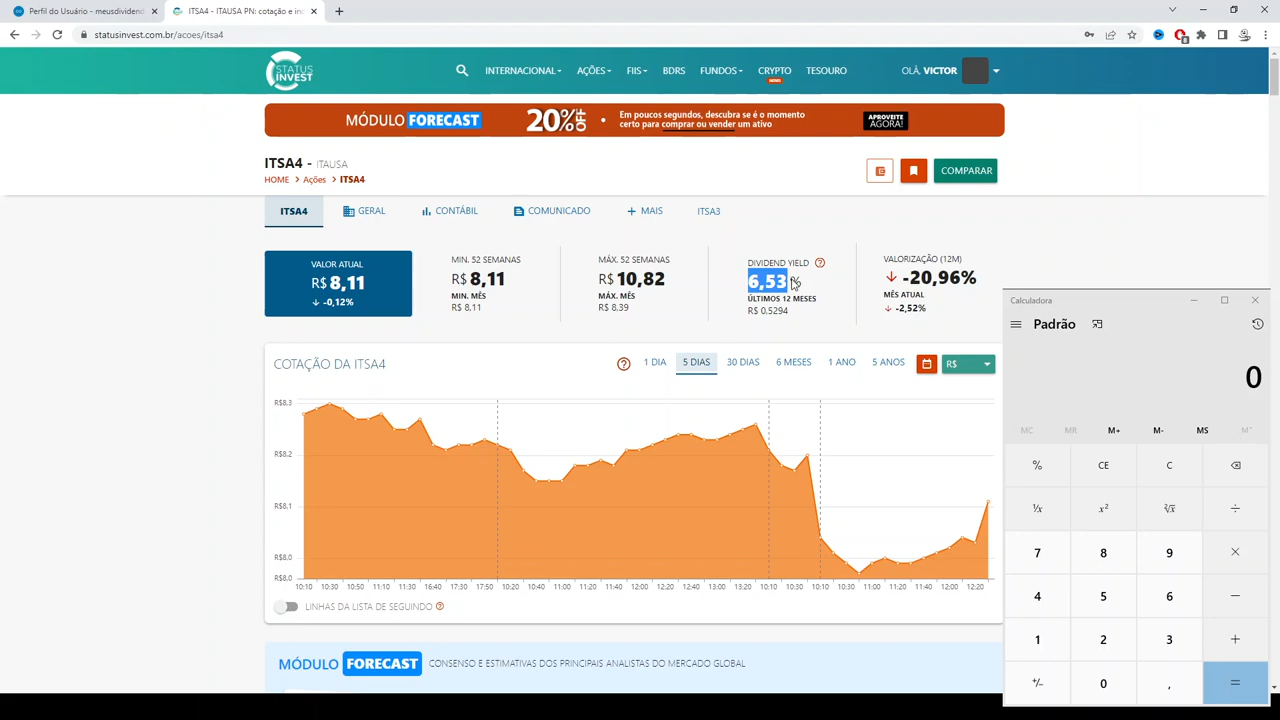 Perfil do Usuário - meusdividend
ITSA4 - ITAUSA PN: cotação e inc
statusinvest.com.br/acoes/itsa4
STATUS INVEST
INTERNACIONAL
AÇÕES
FIIS
BDRS
FUNDOS
CRYPTO
TESOURO
OLÁ, VICTOR
MÓDULO FORECAST
20% OFF
Em poucos segundos, descubra se é o momento
certo para comprar ou vender um ativo
APROVEITE
AGORA!
ITSA4 - ITAUSA
HOME > Ações > ITSA4
COMPARAR
ITSA4
GERAL
CONTÁBIL
COMUNICADO
+ MAIS
ITSA3
VALOR ATUAL
R$ 8,11
-0,12%
MIN. 52 SEMANAS
R$ 8,11
MIN. MÊS
R$ 8,11
MÁX. 52 SEMANAS
R$ 10,82
MÁX. MÊS
R$ 8,39
DIVIDEND YIELD ?
6,53 %
ÚLTIMOS 12 MESES
R$ 0,5294
VALORIZAÇÃO (12M)
-20,96%
MÊS ATUAL
-2,52%
COTAÇÃO DA ITSA4
?
1 DIA
5 DIAS
30 DIAS
6 MESES
1 ANO
5 ANOS
R$
R$8.3
R$8.2
R$8.1
R$8.0
R$8.0
10:10 10:30 10:50 11:10 11:30 16:40 17:10 17:50 10:20 11:00 11:40 12:20 13:00 13:40 11:00 11:40 12:20 13:00 10:10 10:30 10:10 10:30 11:00 11:20 11:40 12:00 12:20
LINHAS DA LISTA DE SEGUINDO ?
MÓDULO FORECAST CONSENSO E ESTIMATIVAS DOS PRINCIPAIS ANALISTAS DO MERCADO GLOBAL
Calculadora
Padrão
0
MC MR M+ M- MS M˅
% CE C
¹/x x² ²√x ÷
7 8 9 ×
4 5 6 −
1 2 3 +
+/- 0 , =